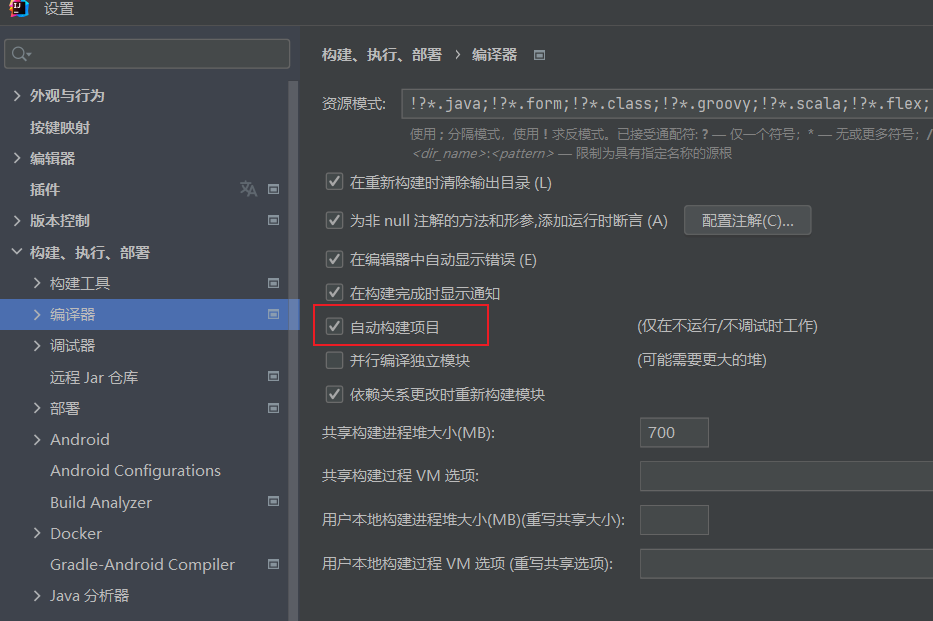 设置
外观与行为
按键映射
编辑器
插件
版本控制
构建、执行、部署
构建工具
编译器
调试器
远程 Jar 仓库
部署
Android
Android Configurations
Build Analyzer
Docker
Gradle-Android Compiler
Java 分析器
构建、执行、部署 › 编译器
资源模式: !?*.java;!?*.form;!?*.class;!?*.groovy;!?*.scala;!?*.flex;
使用 ; 分隔模式，使用 ! 求反模式。已接受通配符: ? — 仅一个符号；* — 无或更多符号；/
<dir_name>:<pattern> — 限制为具有指定名称的源根
在重新构建时清除输出目录 (L)
为非 null 注解的方法和形参,添加运行时断言 (A) 配置注解(C)...
在编辑器中自动显示错误 (E)
在构建完成时显示通知
自动构建项目 (仅在不运行/不调试时工作)
并行编译独立模块 (可能需要更大的堆)
依赖关系更改时重新构建模块
共享构建进程堆大小(MB): 700
共享构建过程 VM 选项:
用户本地构建进程堆大小(MB)(重写共享大小):
用户本地构建过程 VM 选项 (重写共享选项):